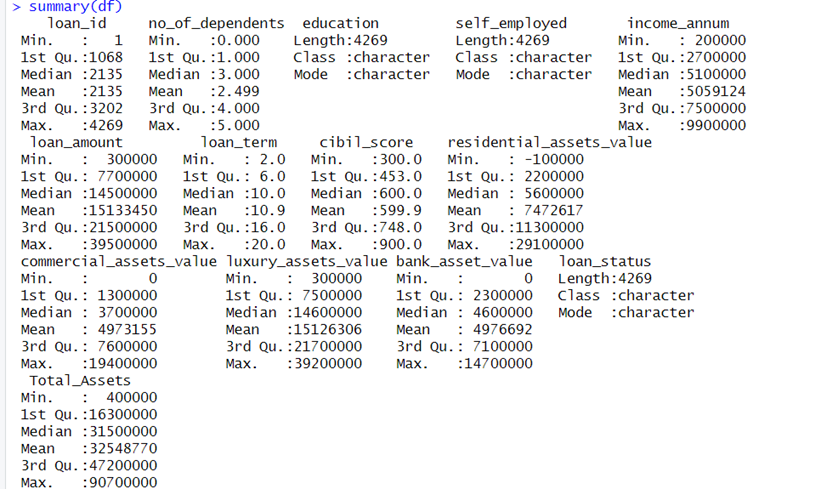 > summary(df)
loan_id no_of_dependents education self_employed income_annum
Min. : 1 Min. :0.000 Length:4269 Length:4269 Min. : 200000
1st Qu.:1068 1st Qu.:1.000 Class :character Class :character 1st Qu.:2700000
Median :2135 Median :3.000 Mode :character Mode :character Median :5100000
Mean :2135 Mean :2.499 Mean :5059124
3rd Qu.:3202 3rd Qu.:4.000 3rd Qu.:7500000
Max. :4269 Max. :5.000 Max. :9900000
loan_amount loan_term cibil_score residential_assets_value
Min. : 300000 Min. : 2.0 Min. :300.0 Min. : -100000
1st Qu.: 7700000 1st Qu.: 6.0 1st Qu.:453.0 1st Qu.: 2200000
Median :14500000 Median :10.0 Median :600.0 Median : 5600000
Mean :15133450 Mean :10.9 Mean :599.9 Mean : 7472617
3rd Qu.:21500000 3rd Qu.:16.0 3rd Qu.:748.0 3rd Qu.:11300000
Max. :39500000 Max. :20.0 Max. :900.0 Max. :29100000
commercial_assets_value luxury_assets_value bank_asset_value loan_status
Min. : 0 Min. : 300000 Min. : 0 Length:4269
1st Qu.: 1300000 1st Qu.: 7500000 1st Qu.: 2300000 Class :character
Median : 3700000 Median :14600000 Median : 4600000 Mode :character
Mean : 4973155 Mean :15126306 Mean : 4976692
3rd Qu.: 7600000 3rd Qu.:21700000 3rd Qu.: 7100000
Max. :19400000 Max. :39200000 Max. :14700000
Total_Assets
Min. : 400000
1st Qu.:16300000
Median :31500000
Mean :32548770
3rd Qu.:47200000
Max. :90700000